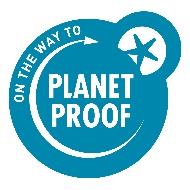 ON THE WAY TO
PLANET
PROOF